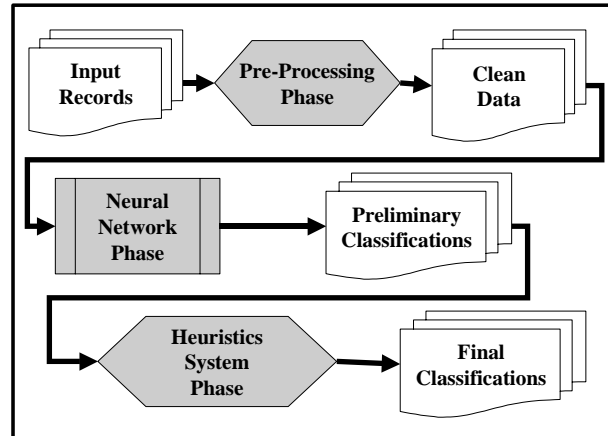 Input
Records
Pre-Processing
Phase
Clean
Data
Neural
Network
Phase
Preliminary
Classifications
Heuristics
System
Phase
Final
Classifications